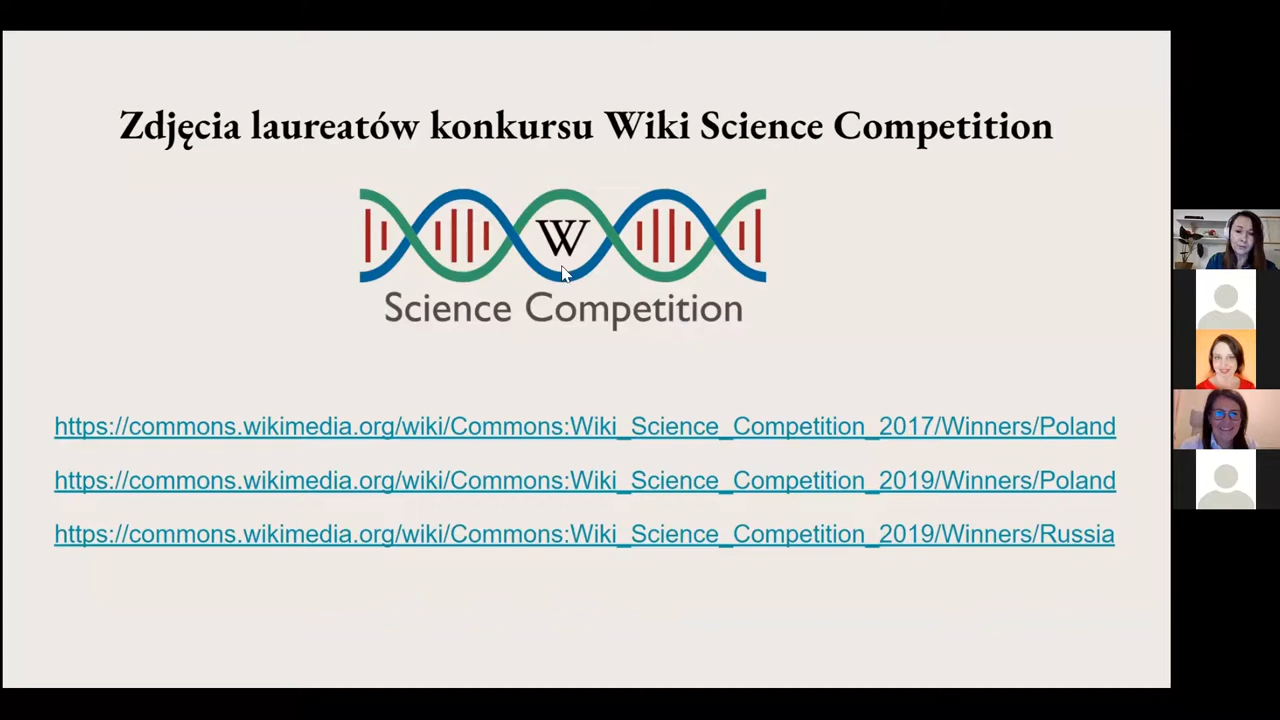 Zdjęcia laureatów konkursu Wiki Science Competition
W
Science Competition
https://commons.wikimedia.org/wiki/Commons:Wiki_Science_Competition_2017/Winners/Poland
https://commons.wikimedia.org/wiki/Commons:Wiki_Science_Competition_2019/Winners/Poland
https://commons.wikimedia.org/wiki/Commons:Wiki_Science_Competition_2019/Winners/Russia